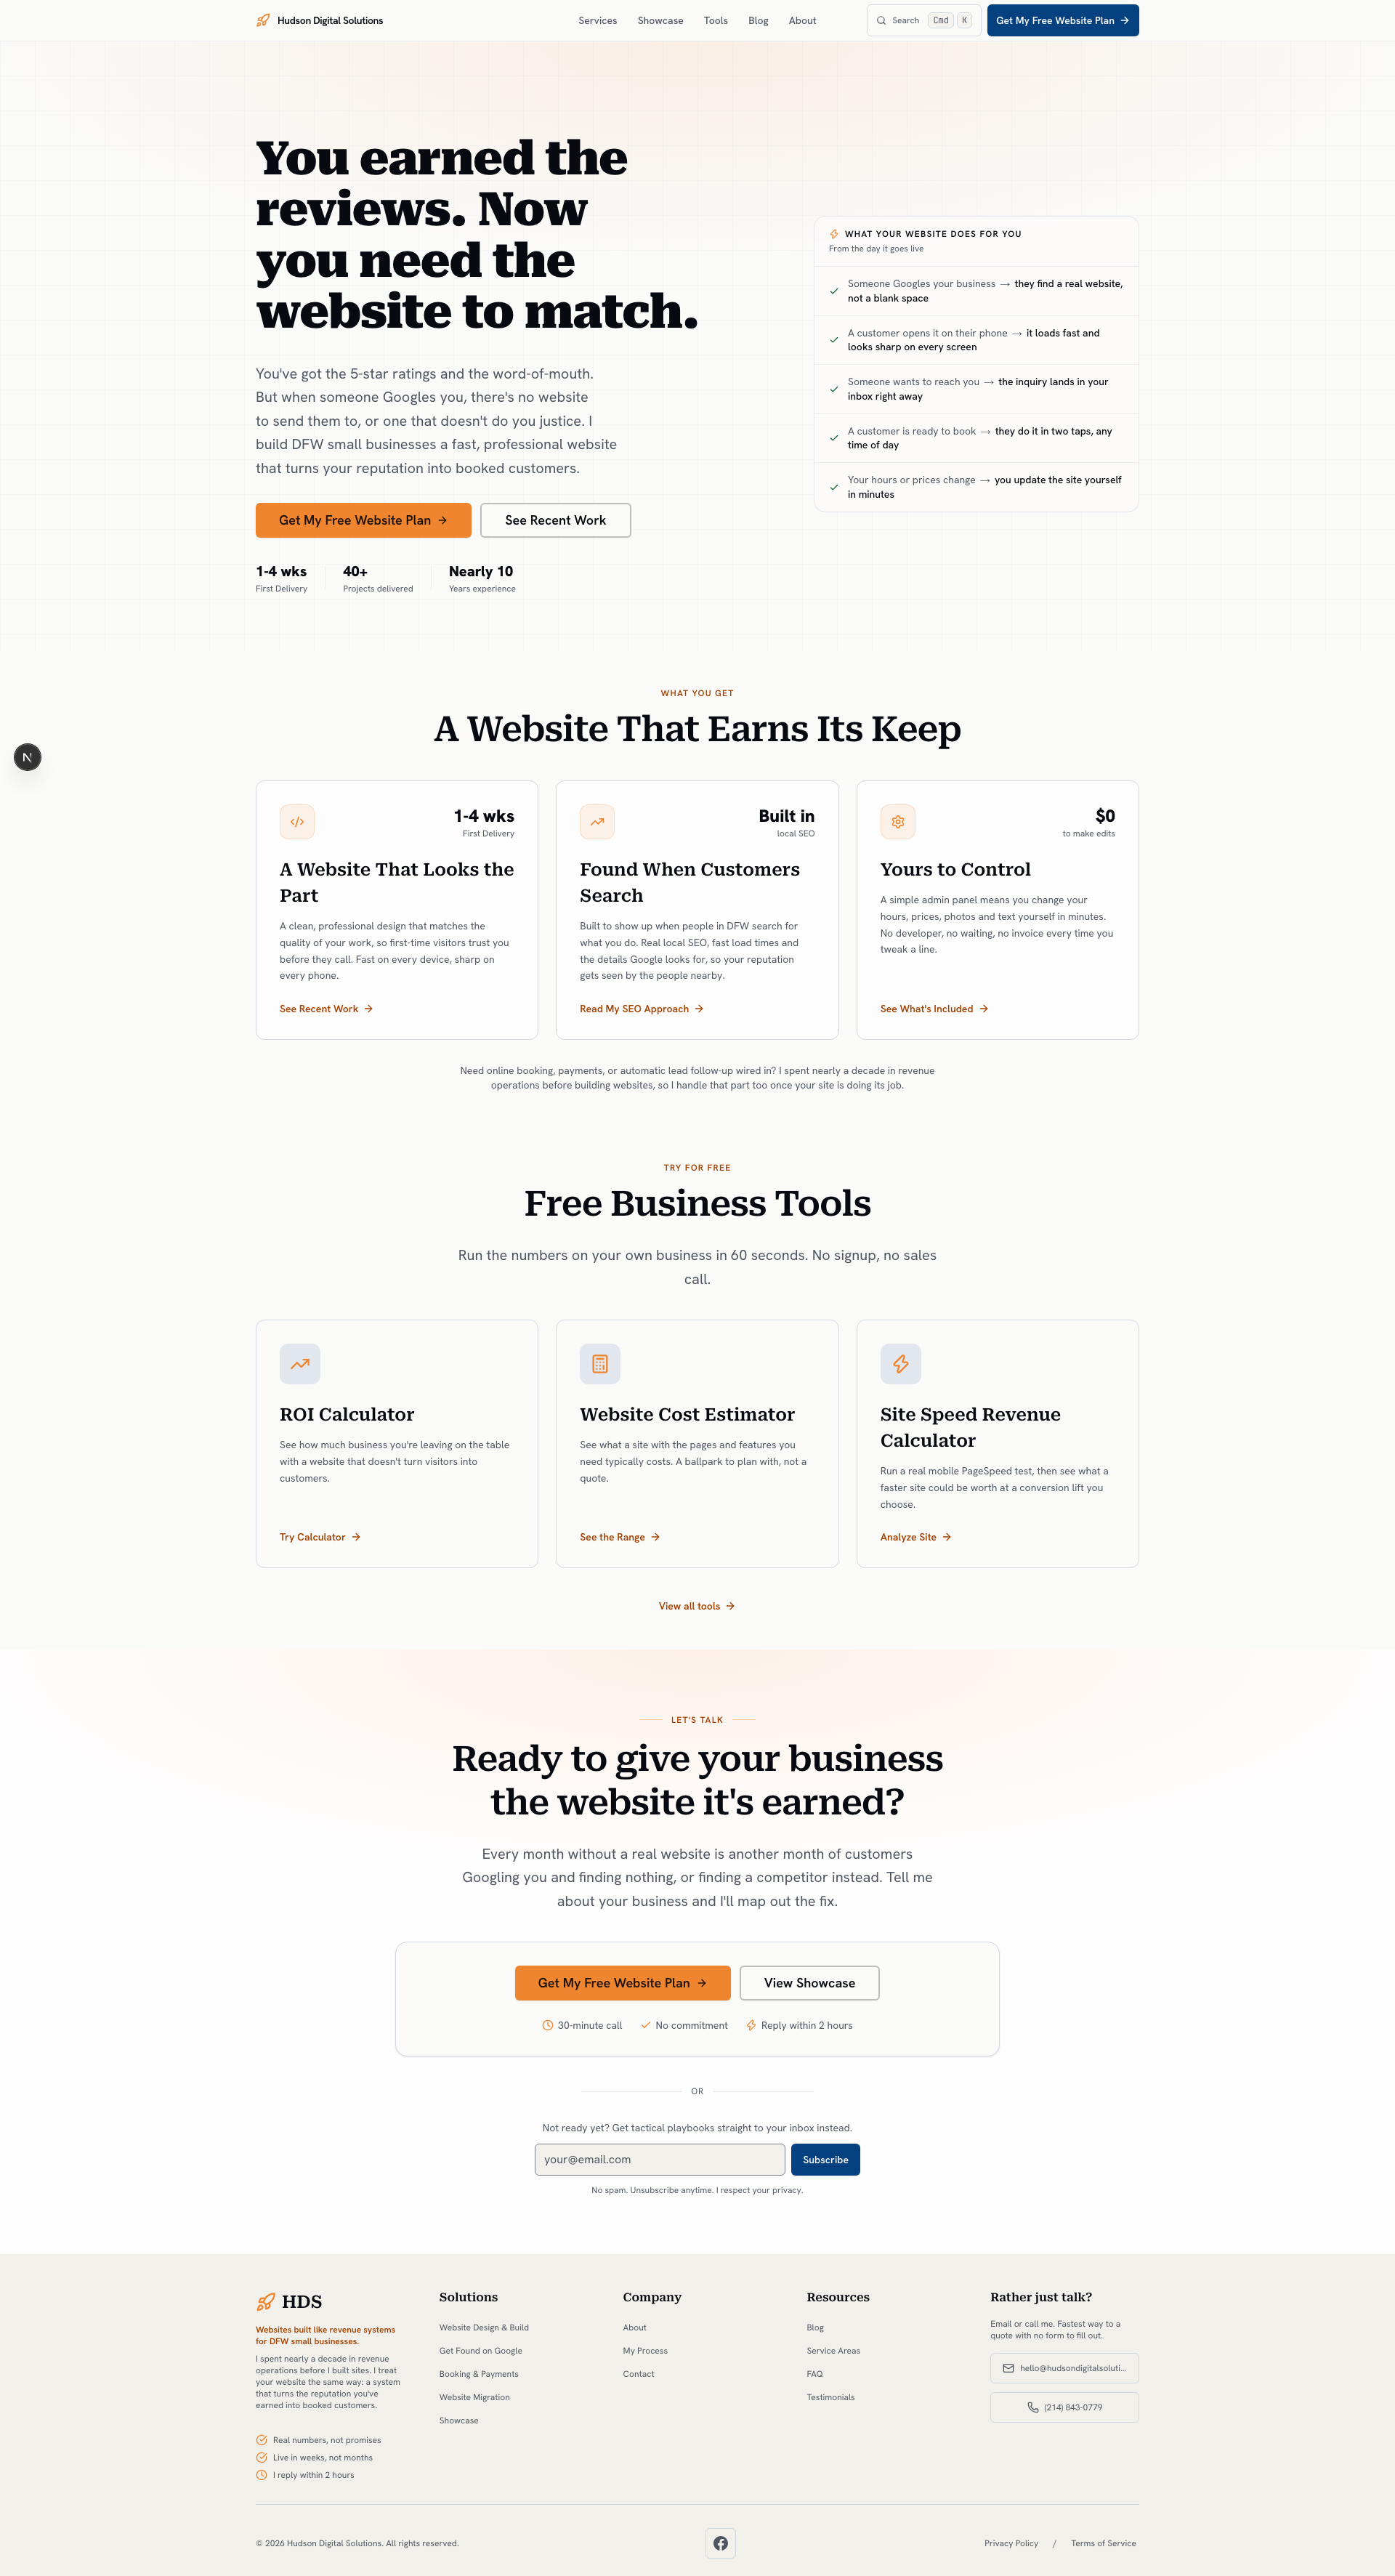 Hudson Digital Solutions
Services
Showcase
Tools
Blog
About
Search Cmd K
Get My Free Website Plan →
You earned the
reviews. Now
you need the
website to match.
You've got the 5-star ratings and the word-of-mouth.
But when someone Googles you, there's no website
to send them to, or one that doesn't do you justice. I
build DFW small businesses a fast, professional website
that turns your reputation into booked customers.
Get My Free Website Plan →
See Recent Work
1-4 wks
First Delivery
40+
Projects delivered
Nearly 10
Years experience
WHAT YOUR WEBSITE DOES FOR YOU
From the day it goes live
Someone Googles your business → they find a real website,
not a blank space
A customer opens it on their phone → it loads fast and
looks sharp on every screen
Someone wants to reach you → the inquiry lands in your
inbox right away
A customer is ready to book → they do it in two taps, any
time of day
Your hours or prices change → you update the site yourself
in minutes
N
WHAT YOU GET
A Website That Earns Its Keep
1-4 wks
First Delivery
A Website That Looks the
Part
A clean, professional design that matches the
quality of your work, so first-time visitors trust you
before they call. Fast on every device, sharp on
every phone.
See Recent Work →
Built in
local SEO
Found When Customers
Search
Built to show up when people in DFW search for
what you do. Real local SEO, fast load times and
the details Google looks for, so your reputation
gets seen by the people nearby.
Read My SEO Approach →
$0
to make edits
Yours to Control
A simple admin panel means you change your
hours, prices, photos and text yourself in minutes.
No developer, no waiting, no invoice every time you
tweak a line.
See What's Included →
Need online booking, payments, or automatic lead follow-up wired in? I spent nearly a decade in revenue
operations before building websites, so I handle that part too once your site is doing its job.
TRY FOR FREE
Free Business Tools
Run the numbers on your own business in 60 seconds. No signup, no sales
call.
ROI Calculator
See how much business you're leaving on the table
with a website that doesn't turn visitors into
customers.
Try Calculator →
Website Cost Estimator
See what a site with the pages and features you
need typically costs. A ballpark to plan with, not a
quote.
See the Range →
Site Speed Revenue
Calculator
Run a real mobile PageSpeed test, then see what a
faster site could be worth at a conversion lift you
choose.
Analyze Site →
View all tools →
LET'S TALK
Ready to give your business
the website it's earned?
Every month without a real website is another month of customers
Googling you and finding nothing, or finding a competitor instead. Tell me
about your business and I'll map out the fix.
Get My Free Website Plan →
View Showcase
30-minute call
No commitment
Reply within 2 hours
OR
Not ready yet? Get tactical playbooks straight to your inbox instead.
your@email.com
Subscribe
No spam. Unsubscribe anytime. I respect your privacy.
HDS
Websites built like revenue systems
for DFW small businesses.
I spent nearly a decade in revenue
operations before I built sites. I treat
your website the same way: a system
that turns the reputation you've
earned into booked customers.
Real numbers, not promises
Live in weeks, not months
I reply within 2 hours
Solutions
Website Design & Build
Get Found on Google
Booking & Payments
Website Migration
Showcase
Company
About
My Process
Contact
Resources
Blog
Service Areas
FAQ
Testimonials
Rather just talk?
Email or call me. Fastest way to a
quote with no form to fill out.
hello@hudsondigitalsoluti...
(214) 843-0779
© 2026 Hudson Digital Solutions. All rights reserved.
Privacy Policy / Terms of Service